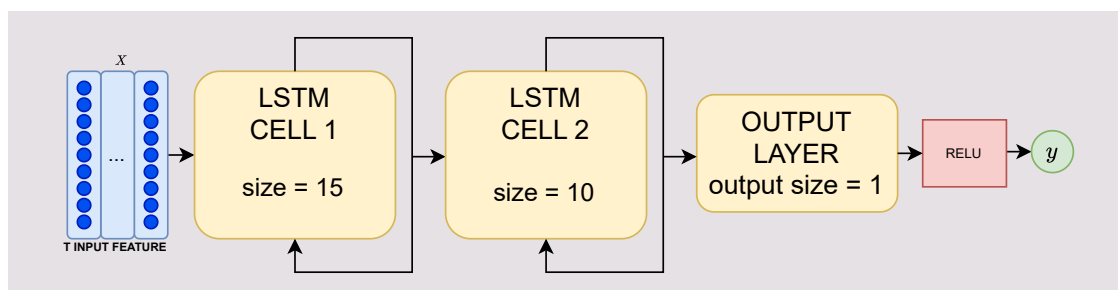 X
...
T INPUT FEATURE
LSTM
CELL 1
size = 15
LSTM
CELL 2
size = 10
OUTPUT
LAYER
output size = 1
RELU
y